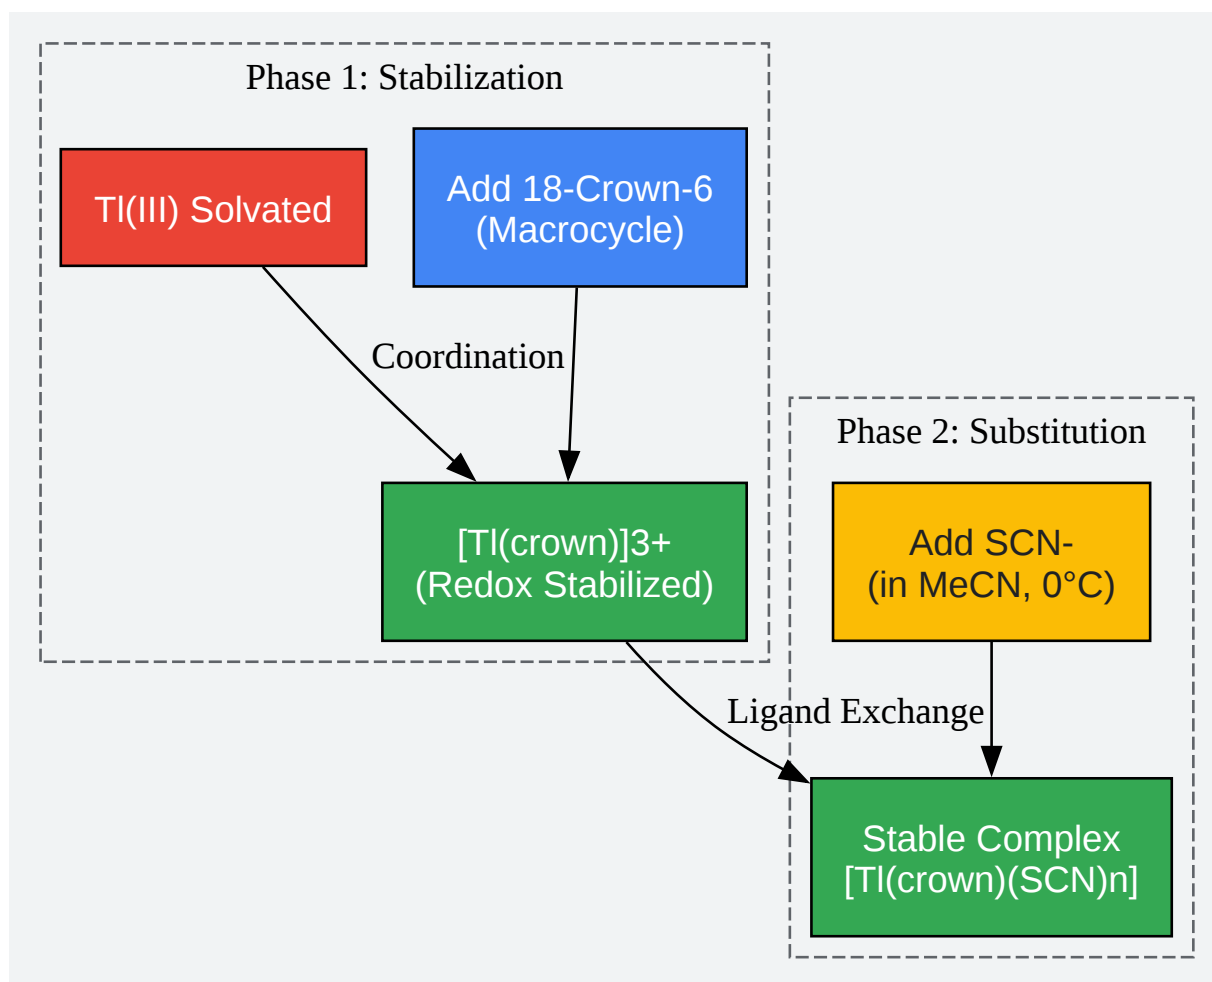 Phase 1: Stabilization
Tl(III) Solvated
Add 18-Crown-6
(Macrocycle)
Coordination
[Tl(crown)]3+
(Redox Stabilized)
Phase 2: Substitution
Add SCN-
(in MeCN, 0°C)
Ligand Exchange
Stable Complex
[Tl(crown)(SCN)n]